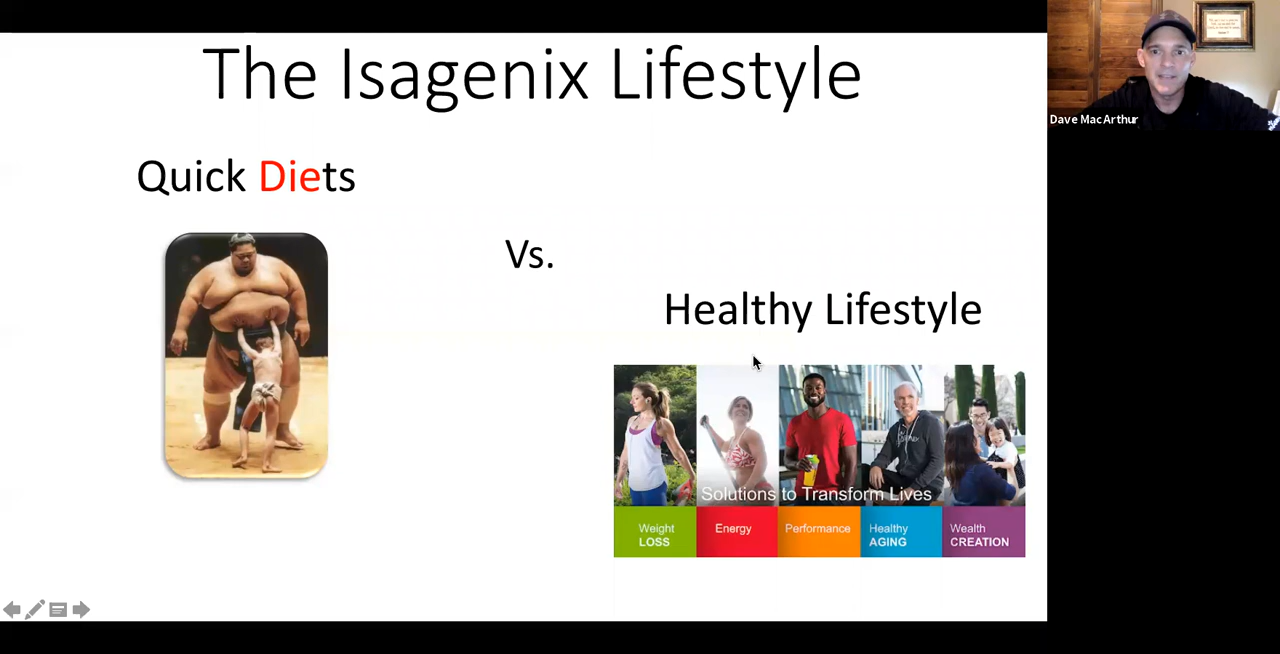 The Isagenix Lifestyle
Dave MacArthur
Quick Diets
Vs.
Healthy Lifestyle
Solutions to Transform Lives
Weight
LOSS
Energy
Performance
Healthy
AGING
Wealth
CREATION